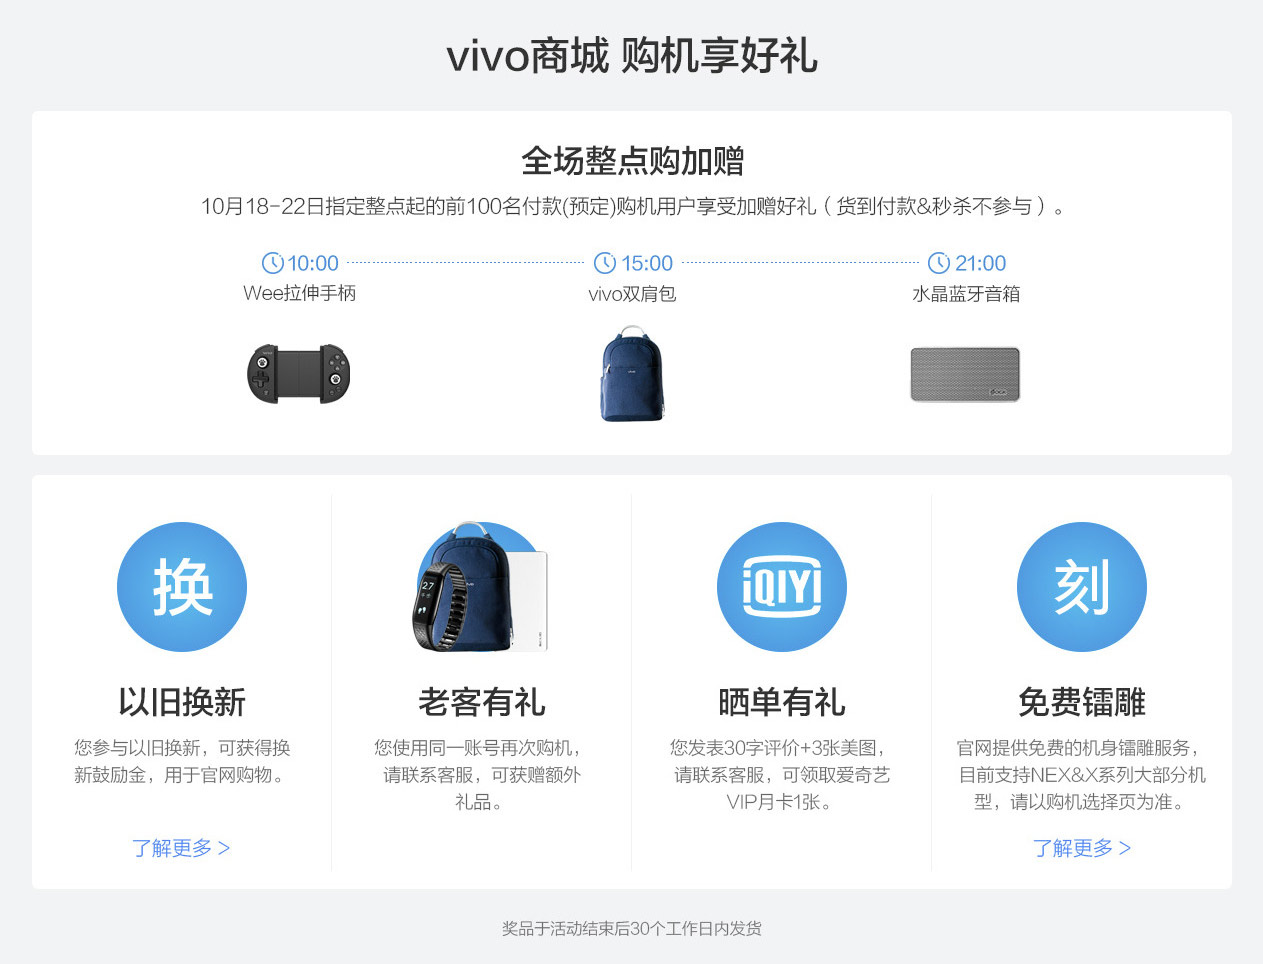 vivo商城 购机享好礼
全场整点购加赠
10月18-22日指定整点起的前100名付款(预定)购机用户享受加赠好礼（货到付款&秒杀不参与）。
10:00 15:00 21:00
Wee拉伸手柄 vivo双肩包 水晶蓝牙音箱
换
27
iQIYI
刻
以旧换新
您参与以旧换新，可获得换
新鼓励金，用于官网购物。
了解更多 >
老客有礼
您使用同一账号再次购机，
请联系客服，可获赠额外
礼品。
晒单有礼
您发表30字评价+3张美图，
请联系客服，可领取爱奇艺
VIP月卡1张。
免费镭雕
官网提供免费的机身镭雕服务，
目前支持NEX&X系列大部分机
型，请以购机选择页为准。
了解更多 >
奖品于活动结束后30个工作日内发货